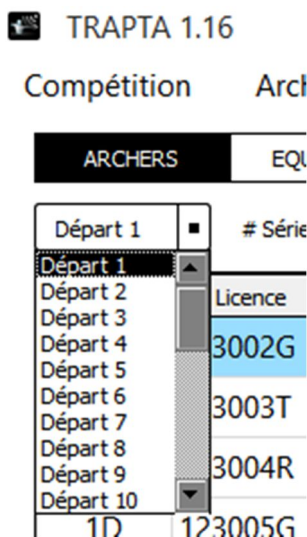 TRAPTA 1.16
Compétition Arch
ARCHERS EQU
Départ 1 # Série
Départ 1
Départ 2
Départ 3
Départ 4
Départ 5
Départ 6
Départ 7
Départ 8
Départ 9
Départ 10
Licence
3002G
3003T
3004R
1D 123005G